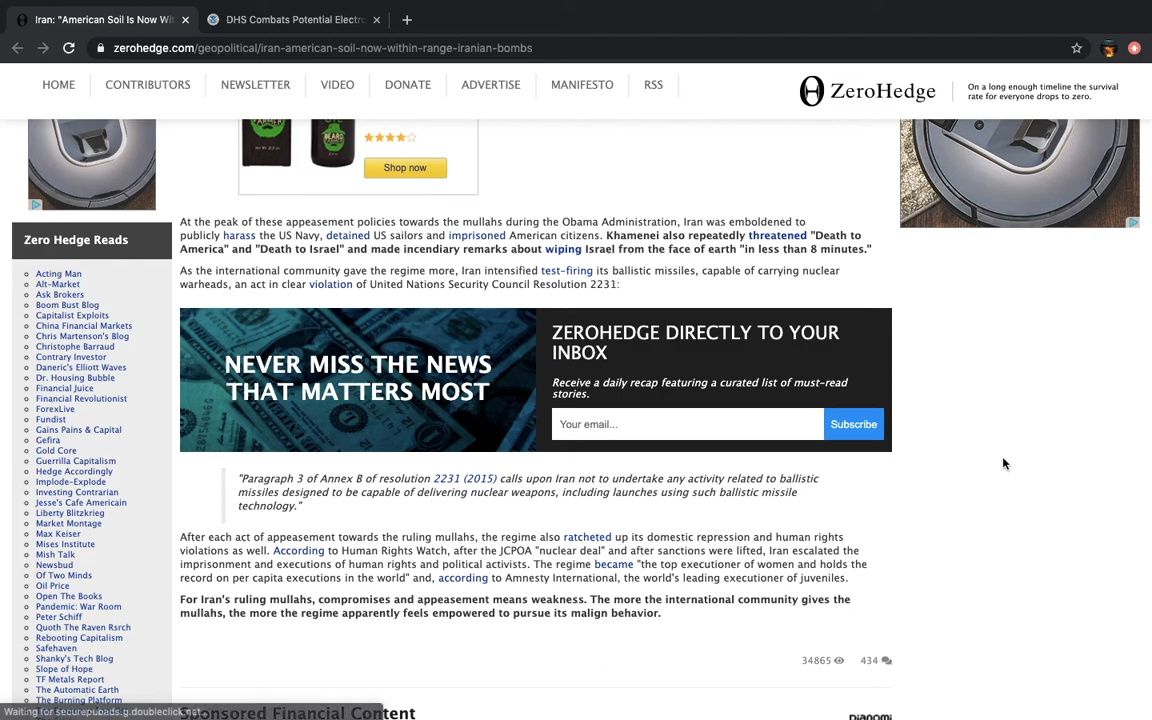 Iran: "American Soil Is Now Wit
DHS Combats Potential Electro
zerohedge.com/geopolitical/iran-american-soil-now-within-range-iranian-bombs
HOME
CONTRIBUTORS
NEWSLETTER
VIDEO
DONATE
ADVERTISE
MANIFESTO
RSS
ZeroHedge
On a long enough timeline the survival
rate for everyone drops to zero.
Shop now
Zero Hedge Reads
Acting Man
Alt-Market
Ask Brokers
Boom Bust Blog
Capitalist Exploits
China Financial Markets
Chris Martenson's Blog
Christophe Barraud
Contrary Investor
Daneric's Elliott Waves
Dr. Housing Bubble
Financial Juice
Financial Revolutionist
ForexLive
Fundist
Gains Pains & Capital
Gefira
Gold Core
Guerrilla Capitalism
Hedge Accordingly
Implode-Explode
Investing Contrarian
Jesse's Cafe Americain
Liberty Blitzkrieg
Market Montage
Max Keiser
Mises Institute
Mish Talk
Newsbud
Of Two Minds
Oil Price
Open The Books
Pandemic: War Room
Peter Schiff
Quoth The Raven Rsrch
Rebooting Capitalism
Safehaven
Shanky's Tech Blog
Slope of Hope
TF Metals Report
The Automatic Earth
The Burning Platform
At the peak of these appeasement policies towards the mullahs during the Obama Administration, Iran was emboldened to
publicly harass the US Navy, detained US sailors and imprisoned American citizens. Khamenei also repeatedly threatened "Death to
America" and "Death to Israel" and made incendiary remarks about wiping Israel from the face of earth "in less than 8 minutes."
As the international community gave the regime more, Iran intensified test-firing its ballistic missiles, capable of carrying nuclear
warheads, an act in clear violation of United Nations Security Council Resolution 2231:
NEVER MISS THE NEWS
THAT MATTERS MOST
ZEROHEDGE DIRECTLY TO YOUR
INBOX
Receive a daily recap featuring a curated list of must-read
stories.
Your email...
Subscribe
"Paragraph 3 of Annex B of resolution 2231 (2015) calls upon Iran not to undertake any activity related to ballistic
missiles designed to be capable of delivering nuclear weapons, including launches using such ballistic missile
technology."
After each act of appeasement towards the ruling mullahs, the regime also ratcheted up its domestic repression and human rights
violations as well. According to Human Rights Watch, after the JCPOA "nuclear deal" and after sanctions were lifted, Iran escalated the
imprisonment and executions of human rights and political activists. The regime became "the top executioner of women and holds the
record on per capita executions in the world" and, according to Amnesty International, the world's leading executioner of juveniles.
For Iran's ruling mullahs, compromises and appeasement means weakness. The more the international community gives the
mullahs, the more the regime apparently feels empowered to pursue its malign behavior.
34865
434
Sponsored Financial Content
Waiting for securepubads.g.doubleclick.net...